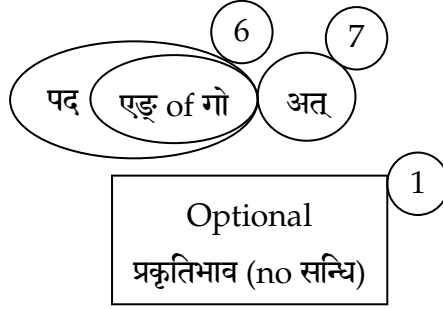 6 7
पद एङ् of गो अत्
1
Optional
प्रकृतिभाव (no सन्धि)